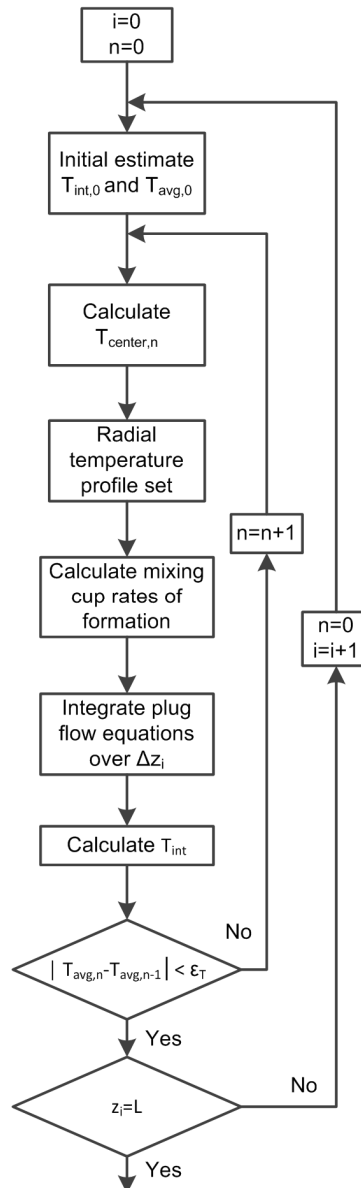 i=0
n=0
Initial estimate
T_int,0 and T_avg,0
Calculate
T_center,n
Radial
temperature
profile set
n=n+1
Calculate mixing
cup rates of
formation
n=0
i=i+1
Integrate plug
flow equations
over Δz_i
Calculate T_int
No
| T_avg,n-T_avg,n-1| < ε_T
Yes
No
z_i=L
Yes